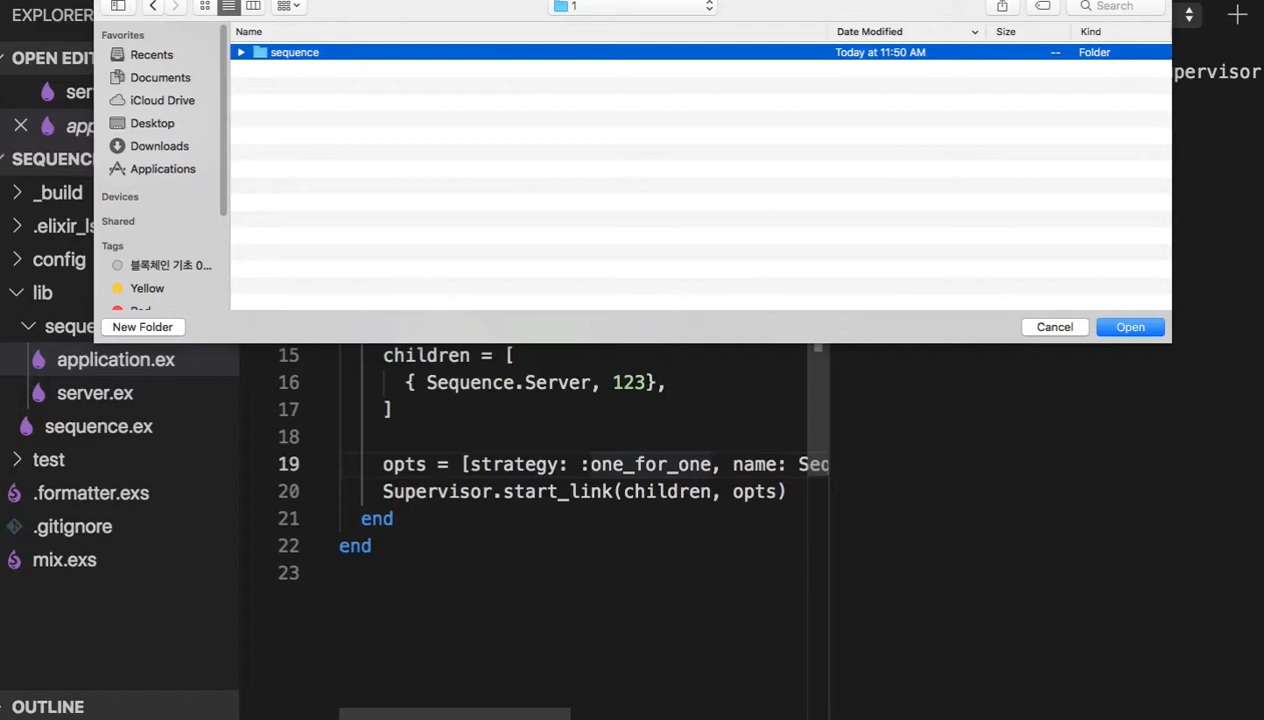 EXPLORER
1
Search
Name
Date Modified
Size
Kind
sequence
Today at 11:50 AM
--
Folder
Favorites
Recents
Documents
iCloud Drive
Desktop
Downloads
Applications
Devices
Shared
Tags
블록체인 기초 0...
Yellow
New Folder
Cancel
Open
OPEN EDIT
ser
app
SEQUENCE
_build
.elixir_ls
config
lib
seque
application.ex
server.ex
sequence.ex
test
.formatter.exs
.gitignore
mix.exs
OUTLINE
pervisor
15 children = [
16 { Sequence.Server, 123},
17 ]
18
19 opts = [strategy: :one_for_one, name: Seq
20 Supervisor.start_link(children, opts)
21 end
22 end
23